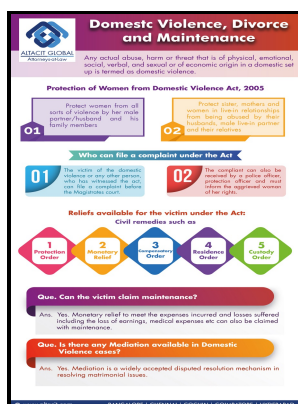 ALTACIT GLOBAL
Attorneys-at-Law
Domestc Violence, Divorce
and Maintenance
Any actual abuse, harm or threat that is of physical, emotional,
social, verbal, and sexual or of economic origin in a domestic set
up is termed as domestic violence.
Protection of Women from Domestic Violence Act, 2005
01
Protect women from all
sorts of violence by her male
partner/husband and his
family members
02
Protect sister, mothers and
women in live-in relationships
from being abused by their
husbands, male live-in partner
and their relatives.
Who can file a complaint under the Act
01
The victim of the domestic
violence or any other person,
who has witnessed the act,
can file a complaint before
the Magistrates court.
02
The complaint can also be
received by a police officer,
protection officer and must
inform the aggrieved women
of her rights.
Reliefs available for the victim under the Act:
Civil remedies such as
1
Protection
Order
2
Monetary
Relief
3
Compensatory
Order
4
Residence
Order
5
Custody
Order
Que. Can the victim claim maintenance?
Ans. Yes. Monetary relief to meet the expenses incurred and losses suffered
including the loss of earnings, medical expenses etc can also be claimed
with maintenance.
Que. Is there any Mediation available in Domestic
Violence cases?
Ans. Yes. Mediation is a widely accepted disputed resolution mechanism in
resolving matrimonial issues.